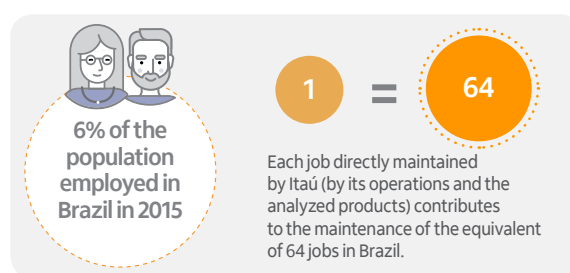 6% of the
population
employed in
Brazil in 2015
1 = 64
Each job directly maintained
by Itaú (by its operations and the
analyzed products) contributes
to the maintenance of the equivalent
of 64 jobs in Brazil.